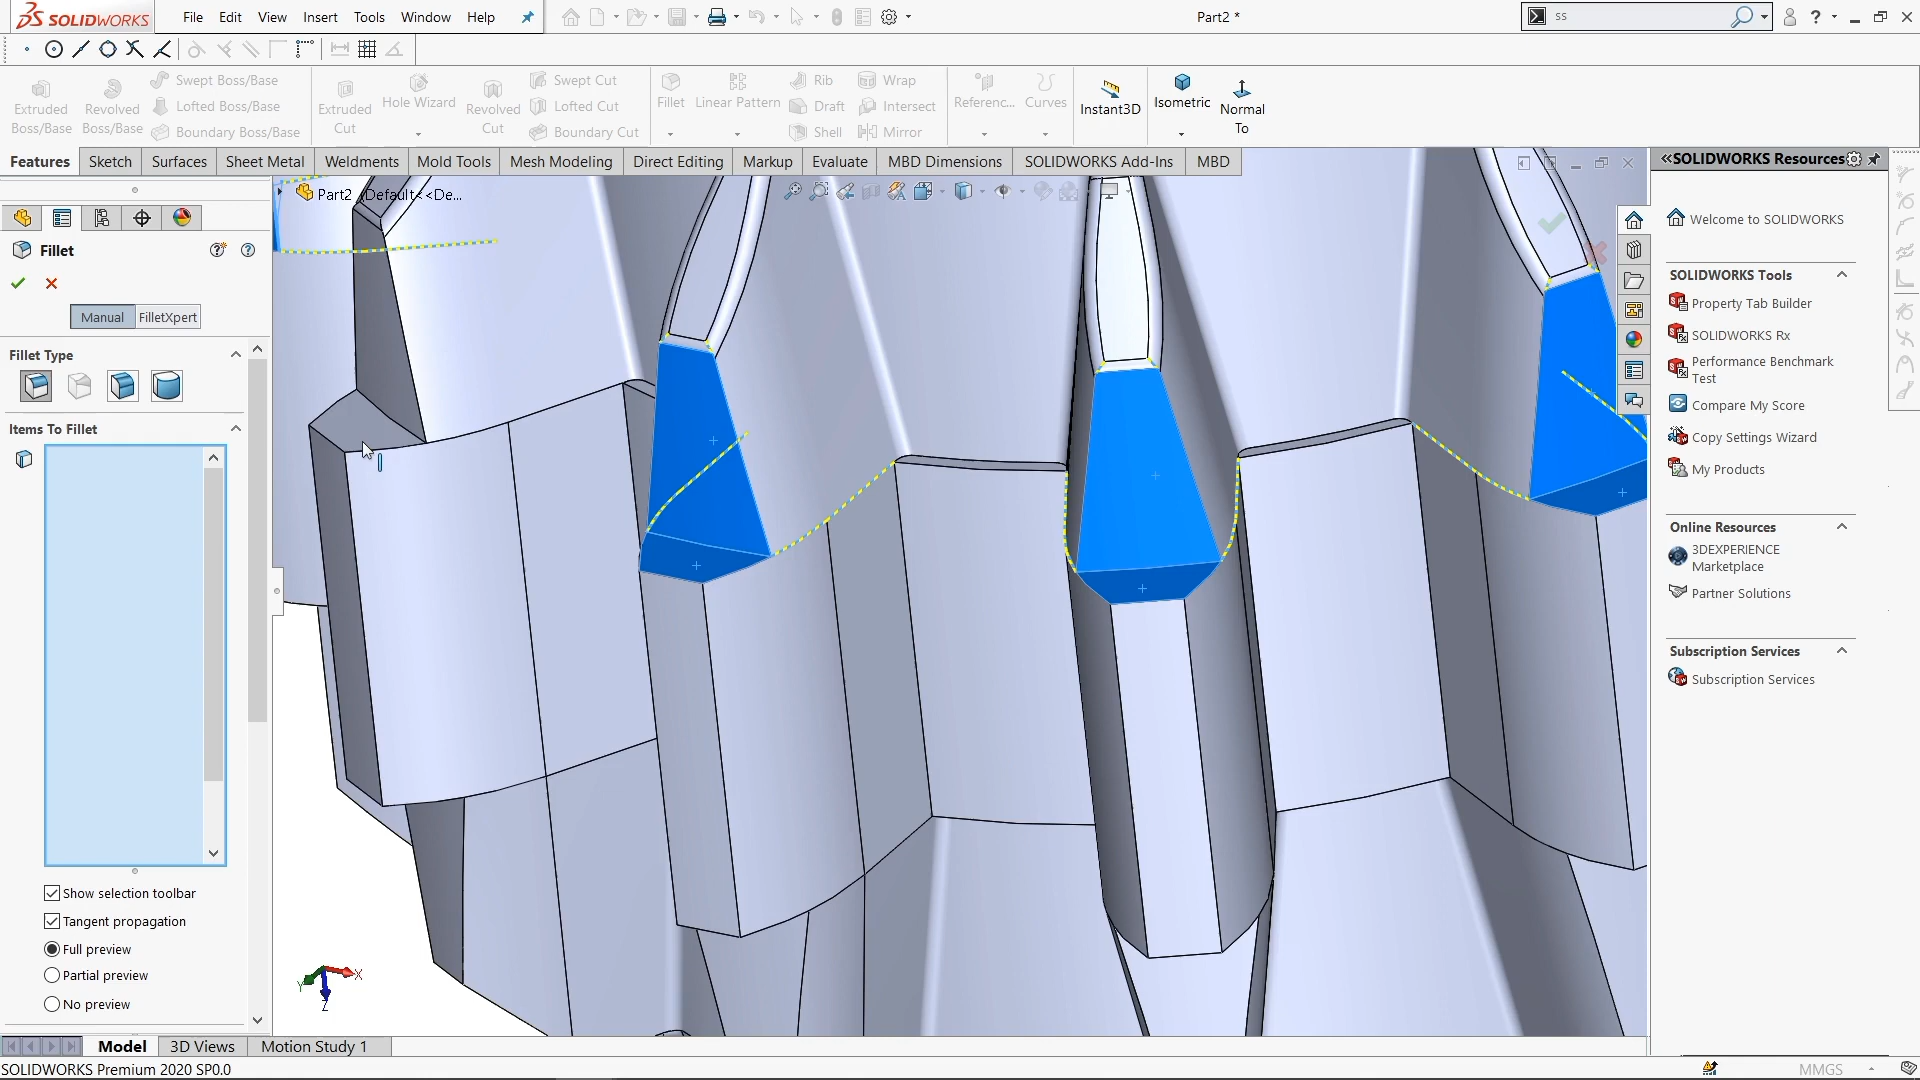 SOLIDWORKS
File Edit View Insert Tools Window Help
Part2 *
ss
Extruded Boss/Base
Revolved Boss/Base
Swept Boss/Base
Lofted Boss/Base
Boundary Boss/Base
Extruded Cut
Hole Wizard
Revolved Cut
Swept Cut
Lofted Cut
Boundary Cut
Fillet
Linear Pattern
Rib
Draft
Shell
Wrap
Intersect
Mirror
Referenc...
Curves
Instant3D
Isometric
Normal To
Features Sketch Surfaces Sheet Metal Weldments Mold Tools Mesh Modeling Direct Editing Markup Evaluate MBD Dimensions SOLIDWORKS Add-Ins MBD
Part2 (Default<<De...
Fillet
Manual FilletXpert
Fillet Type
Items To Fillet
Show selection toolbar
Tangent propagation
Full preview
Partial preview
No preview
X
Y
Z
SOLIDWORKS Resources
Welcome to SOLIDWORKS
SOLIDWORKS Tools
Property Tab Builder
SOLIDWORKS Rx
Performance Benchmark
Test
Compare My Score
Copy Settings Wizard
My Products
Online Resources
3DEXPERIENCE
Marketplace
Partner Solutions
Subscription Services
Subscription Services
Model 3D Views Motion Study 1
SOLIDWORKS Premium 2020 SP0.0
MMGS